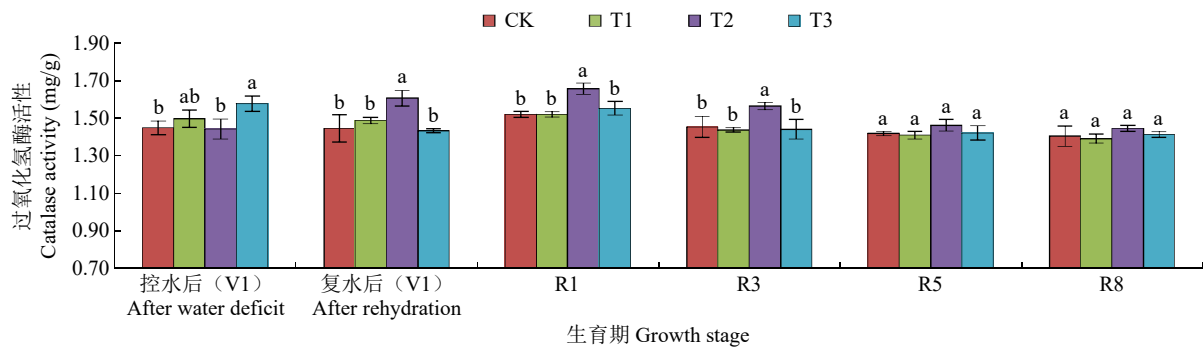 CK T1 T2 T3
过氧化氢酶活性
Catalase activity (mg/g)
1.90
1.70
1.50
1.30
1.10
0.90
0.70
b ab b a
b b a b
b b a b
b b a b
a a a a
a a a a
控水后（V1） 复水后（V1） R1 R3 R5 R8
After water deficit After rehydration
生育期 Growth stage